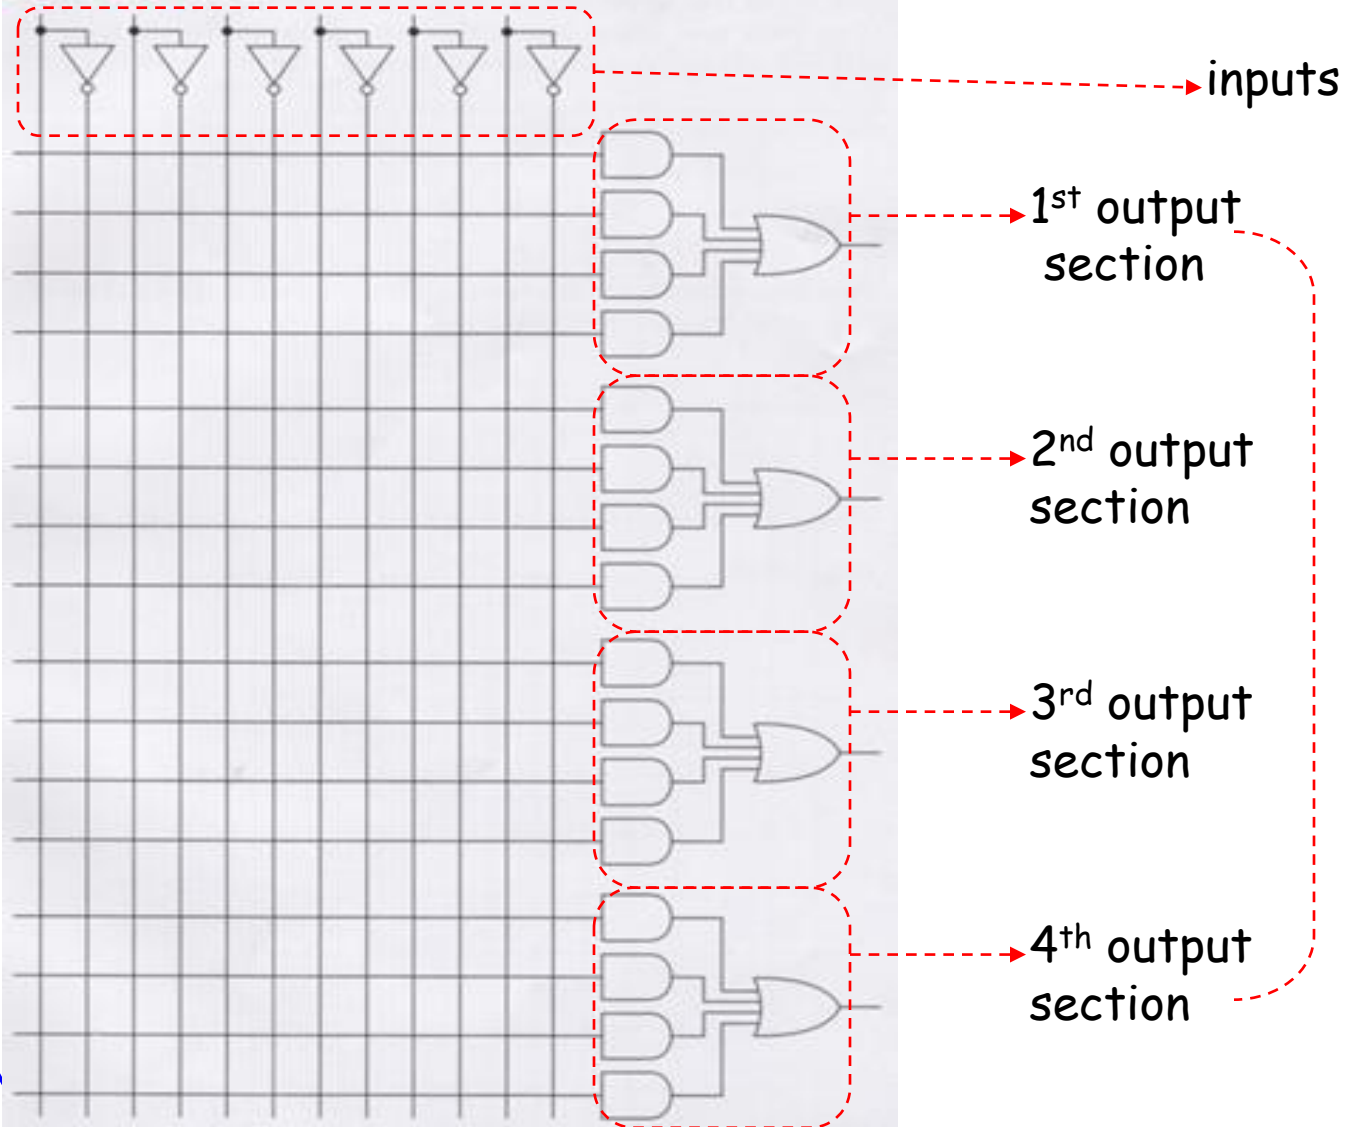 inputs
1st output
section
2nd output
section
3rd output
section
4th output
section